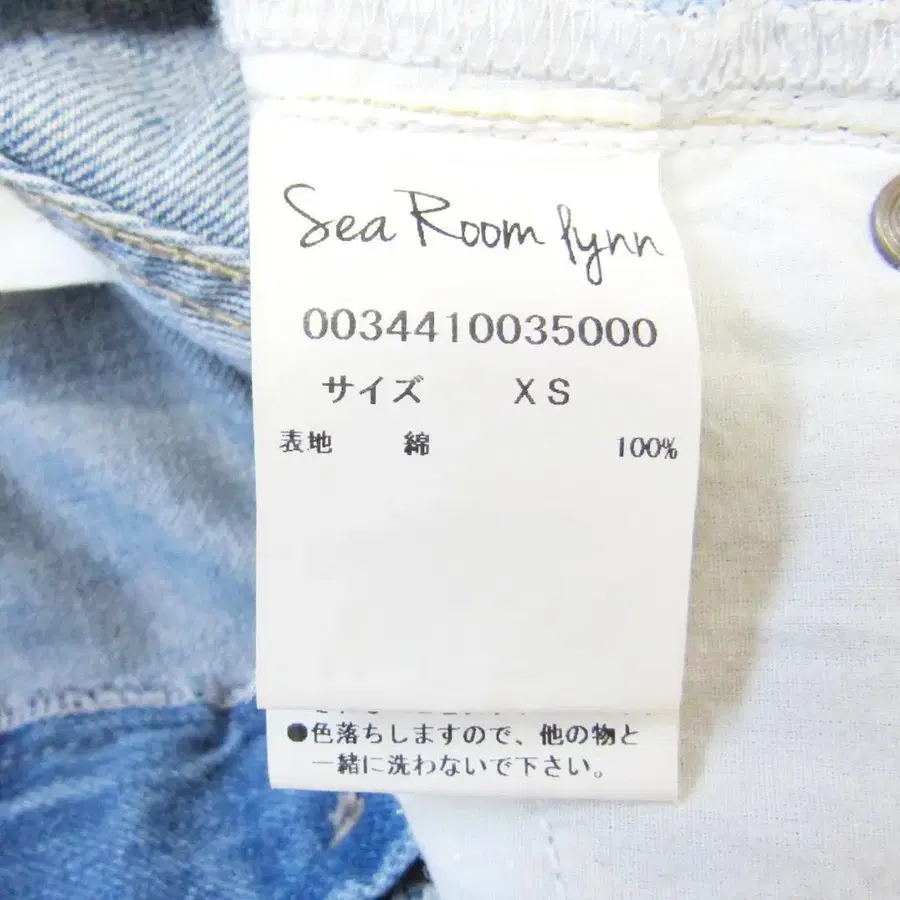 Sea Room lynn
0034410035000
サイズ XS
表地 綿 100%
●色落ちしますので、他の物と
一緒に洗わないで下さい。